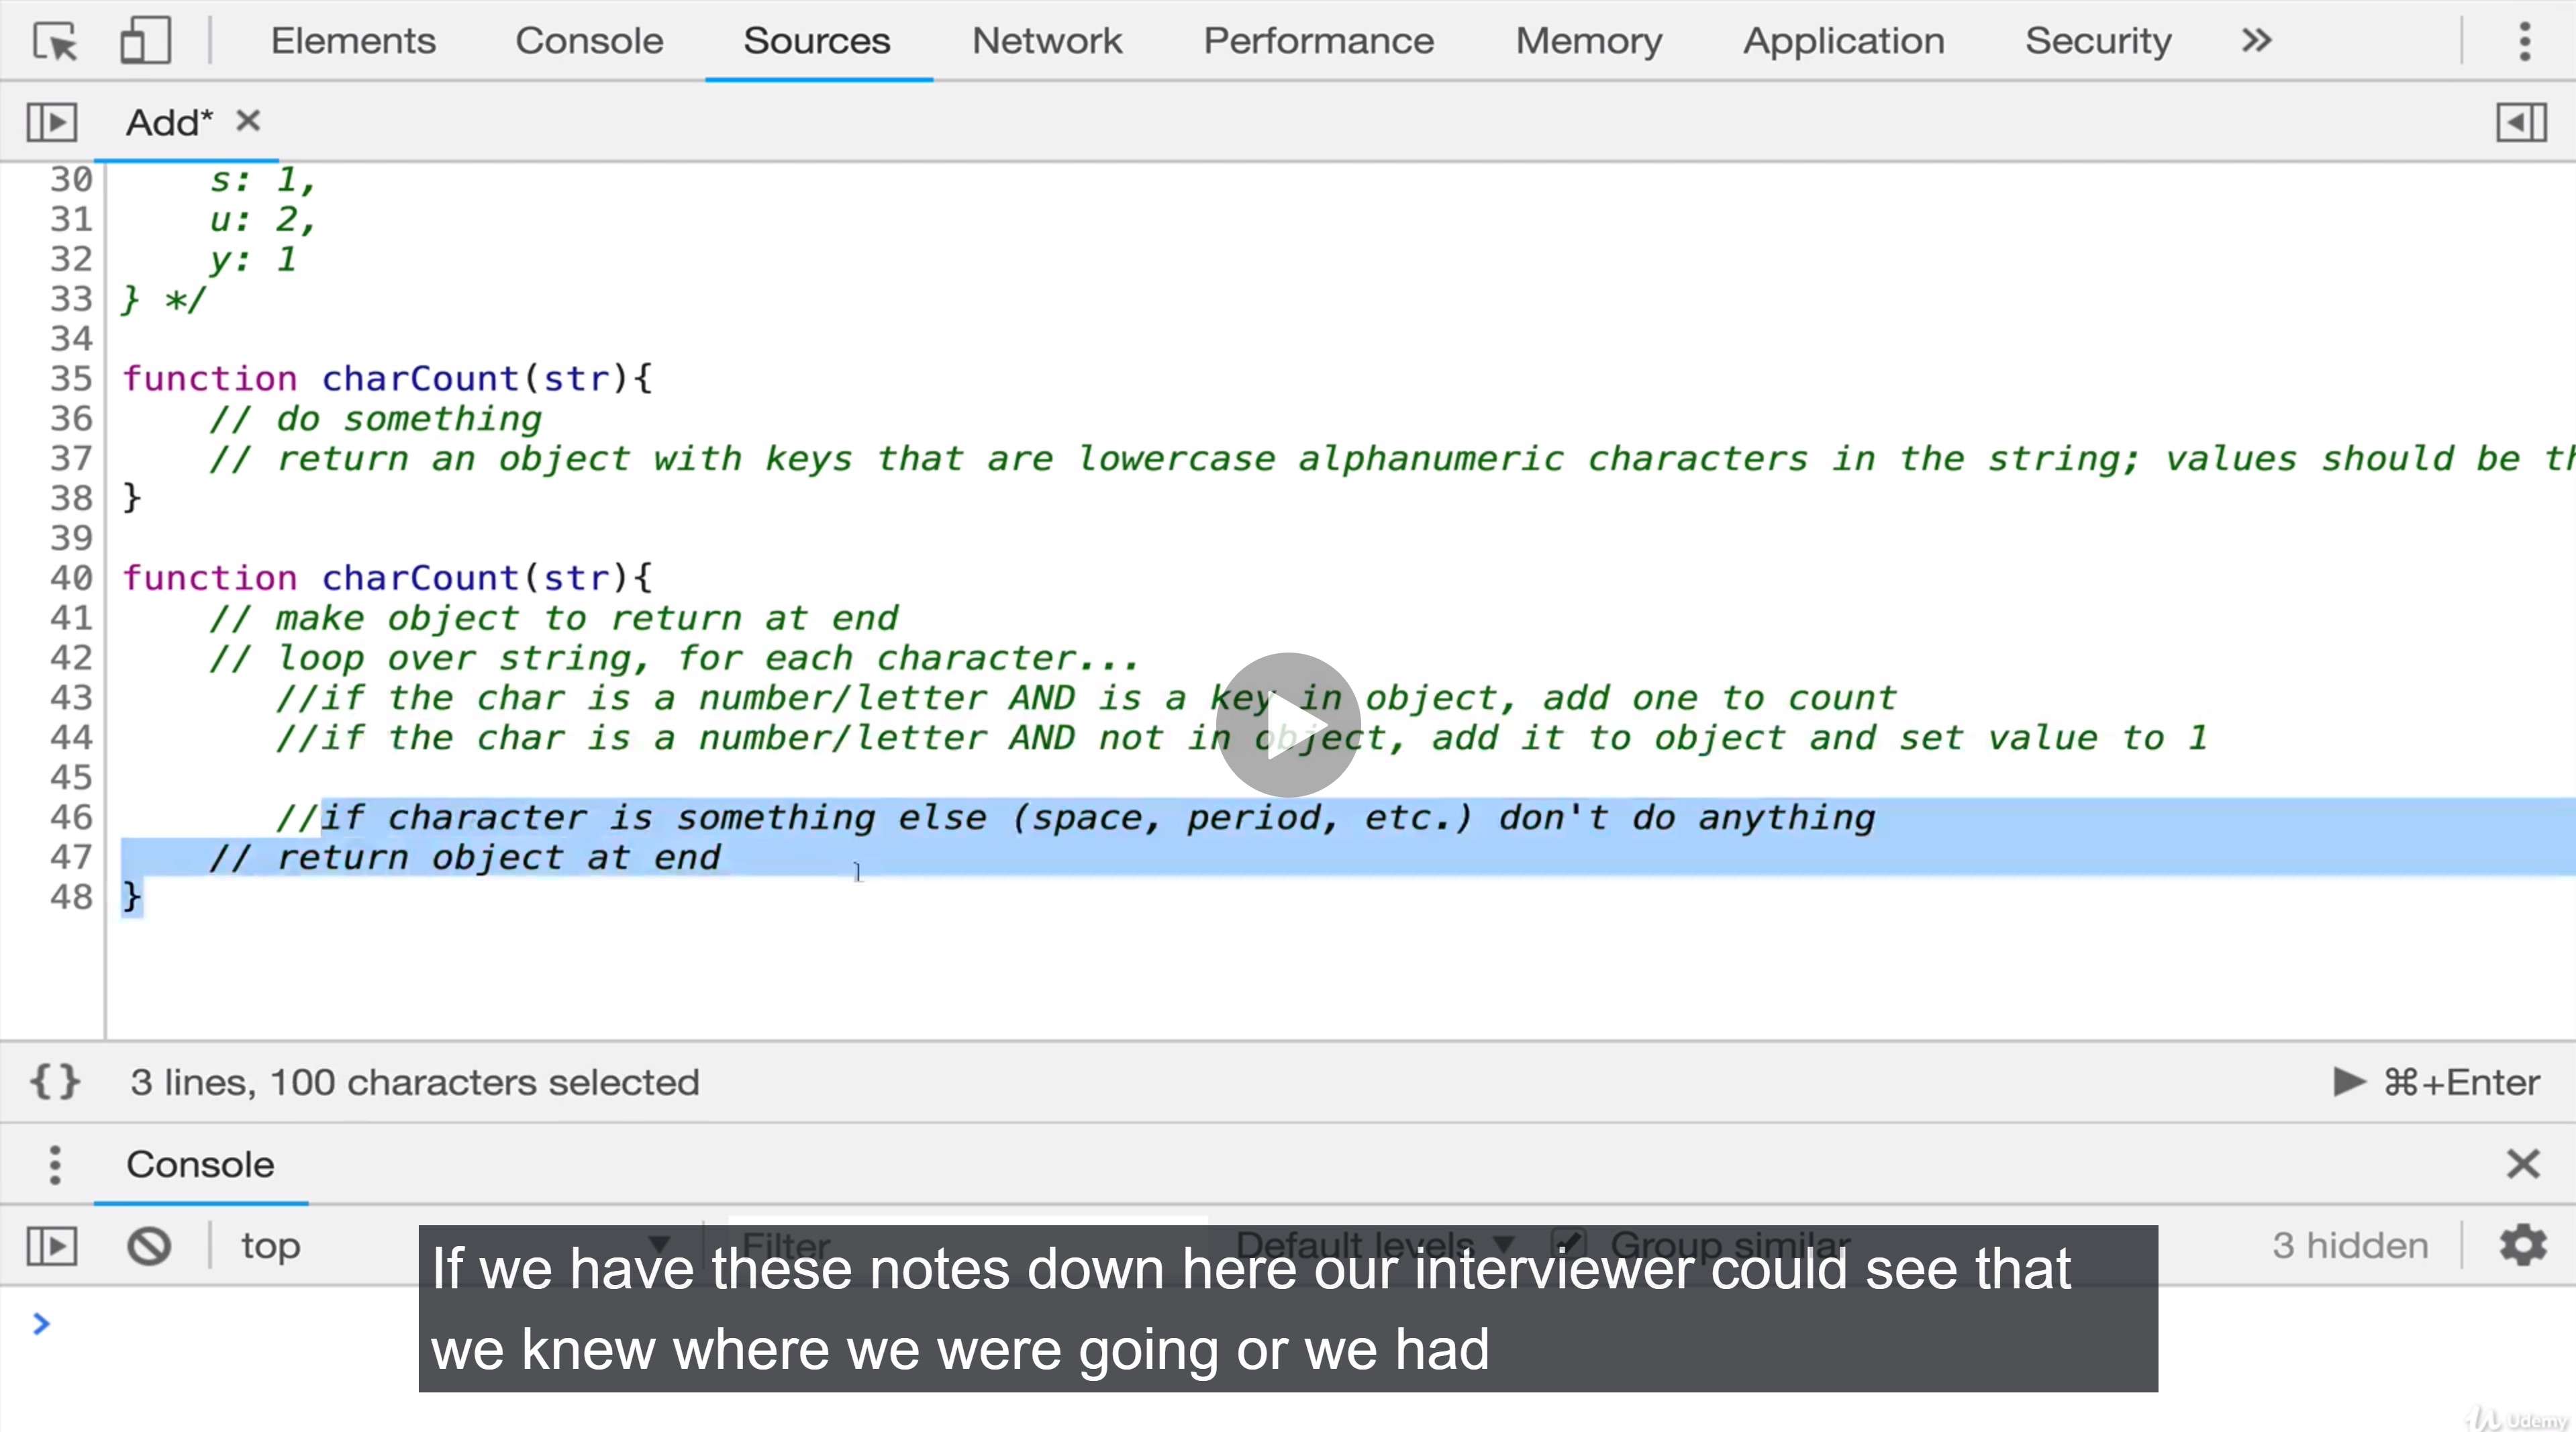 Elements Console Sources Network Performance Memory Application Security »
Add* ×
30 s: 1,
31 u: 2,
32 y: 1
33 } */
34
35 function charCount(str){
36 // do something
37 // return an object with keys that are lowercase alphanumeric characters in the string; values should be th
38 }
39
40 function charCount(str){
41 // make object to return at end
42 // loop over string, for each character...
43 //if the char is a number/letter AND is a key in object, add one to count
44 //if the char is a number/letter AND not in object, add it to object and set value to 1
45
46 //if character is something else (space, period, etc.) don't do anything
47 // return object at end
48 }
{} 3 lines, 100 characters selected ⌘+Enter
Console
top Filter Default levels Group similar 3 hidden
If we have these notes down here our interviewer could see that
we knew where we were going or we had
Udemy